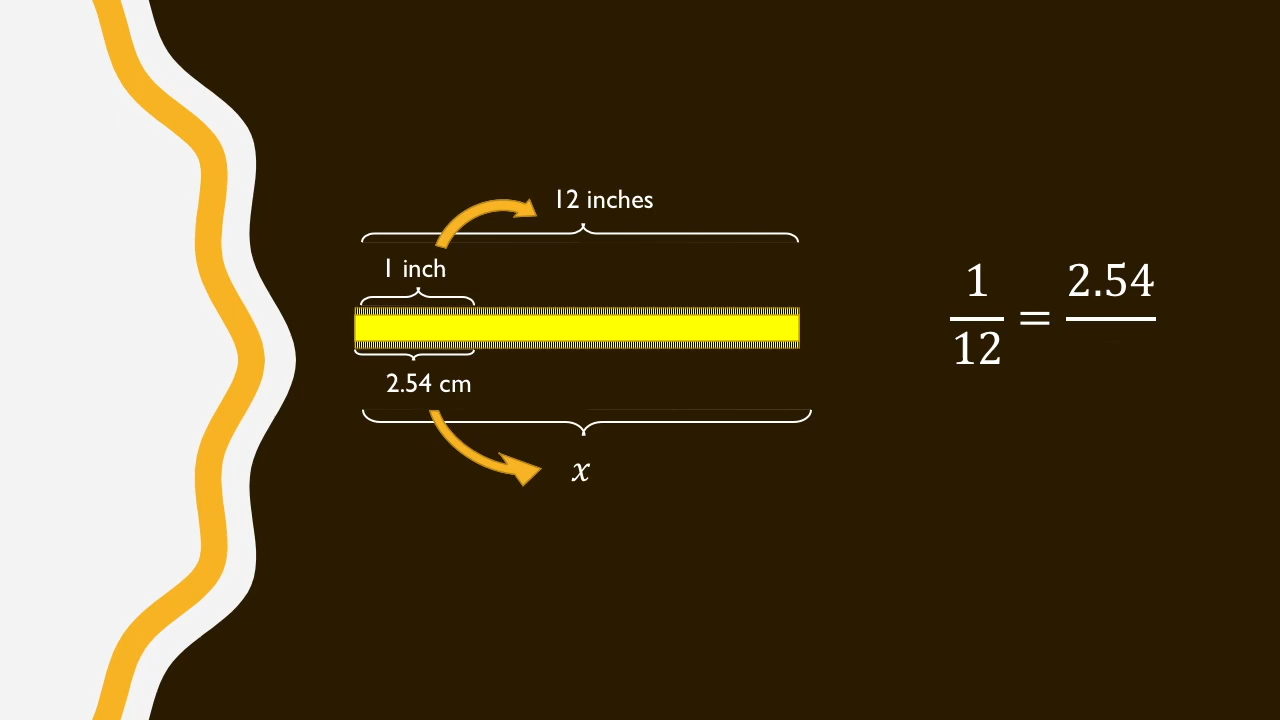 12 inches
1 inch
2.54 cm
x
1/12 = 2.54/